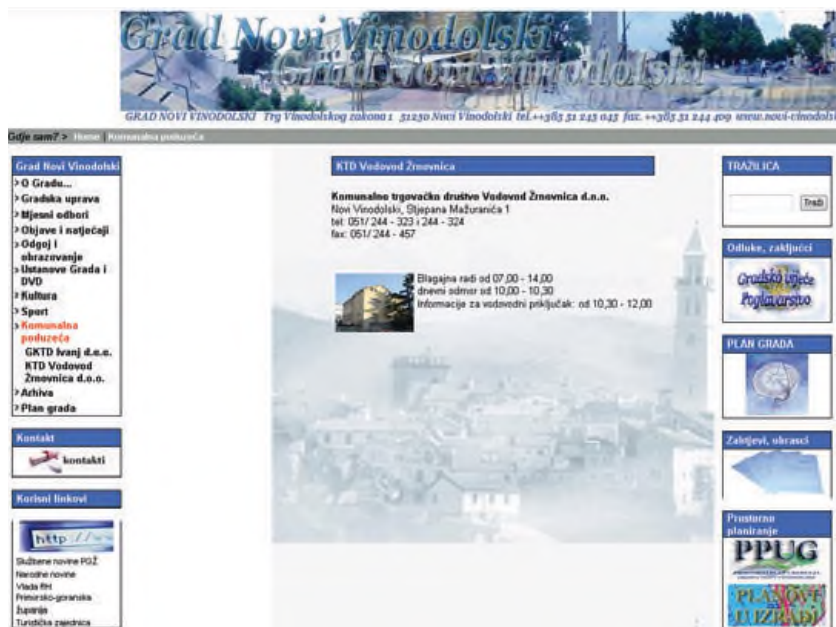 Grad Novi Vinodolski
Grad Novi Vinodolski
GRAD NOVI VINODOLSKI Trg Vinodolskog zakona 1 51250 Novi Vinodolski tel.++385 51 245 045 fax. ++385 51 244 409 www.novi-vinodols
Gdje sam? > Home | Komunalna poduzeća
Grad Novi Vinodolski
> O Gradu...
> Gradska uprava
> Mjesni odbori
> Objave i natječaji
> Odgoj i
obrazovanje
> Ustanove Grada i
DVD
> Kultura
> Sport
> Komunalna
poduzeća
GKTD Ivanj d.o.o.
KTD Vodovod
Žrnovnica d.o.o.
> Arhiva
> Plan grada
Kontakt
kontakti
Korisni linkovi
http://
Službene novine PGŽ
Narodne novine
Vlada RH
Primorsko-goranska
županija
Turistička zajednica
KTD Vodovod Žrnovnica
Komunalno trgovačko društvo Vodovod Žrnovnica d.o.o.
Novi Vinodolski, Stjepana Mažuranića 1
tel: 051/ 244 - 323 i 244 - 324
fax: 051/ 244 - 457
Blagajna radi od 07,00 - 14,00
dnevni odmor od 10,00 - 10,30
Informacije za vodovodni priključak: od 10,30 - 12,00
TRAŽILICA
Traži
Odluke, zaključci
Gradsko vijeće
Poglavarstvo
PLAN GRADA
Zahtjevi, obrasci
Prostorno
planiranje
PPUG
PLANOVI
U IZRADI